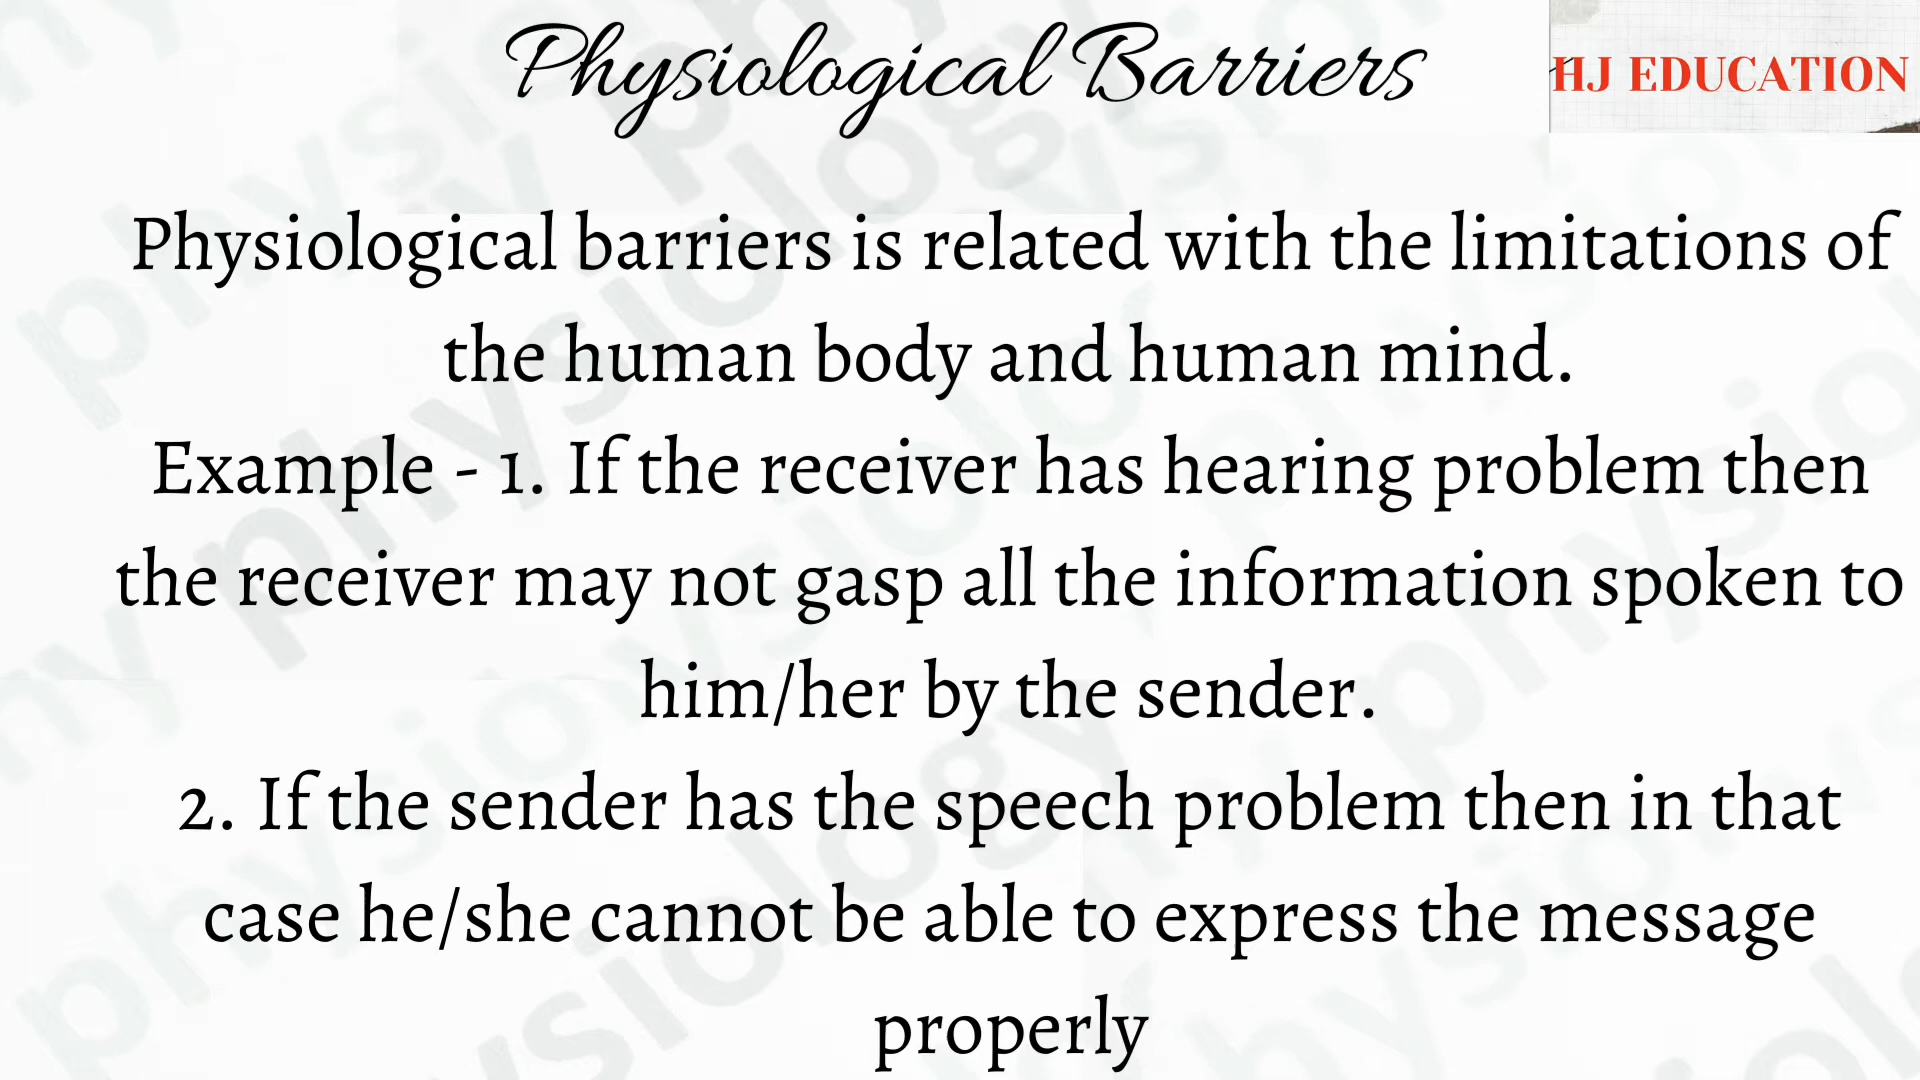 Physiological Barriers
HJ EDUCATION
Physiological barriers is related with the limitations of
the human body and human mind.
Example - 1. If the receiver has hearing problem then
the receiver may not gasp all the information spoken to
him/her by the sender.
2. If the sender has the speech problem then in that
case he/she cannot be able to express the message
properly